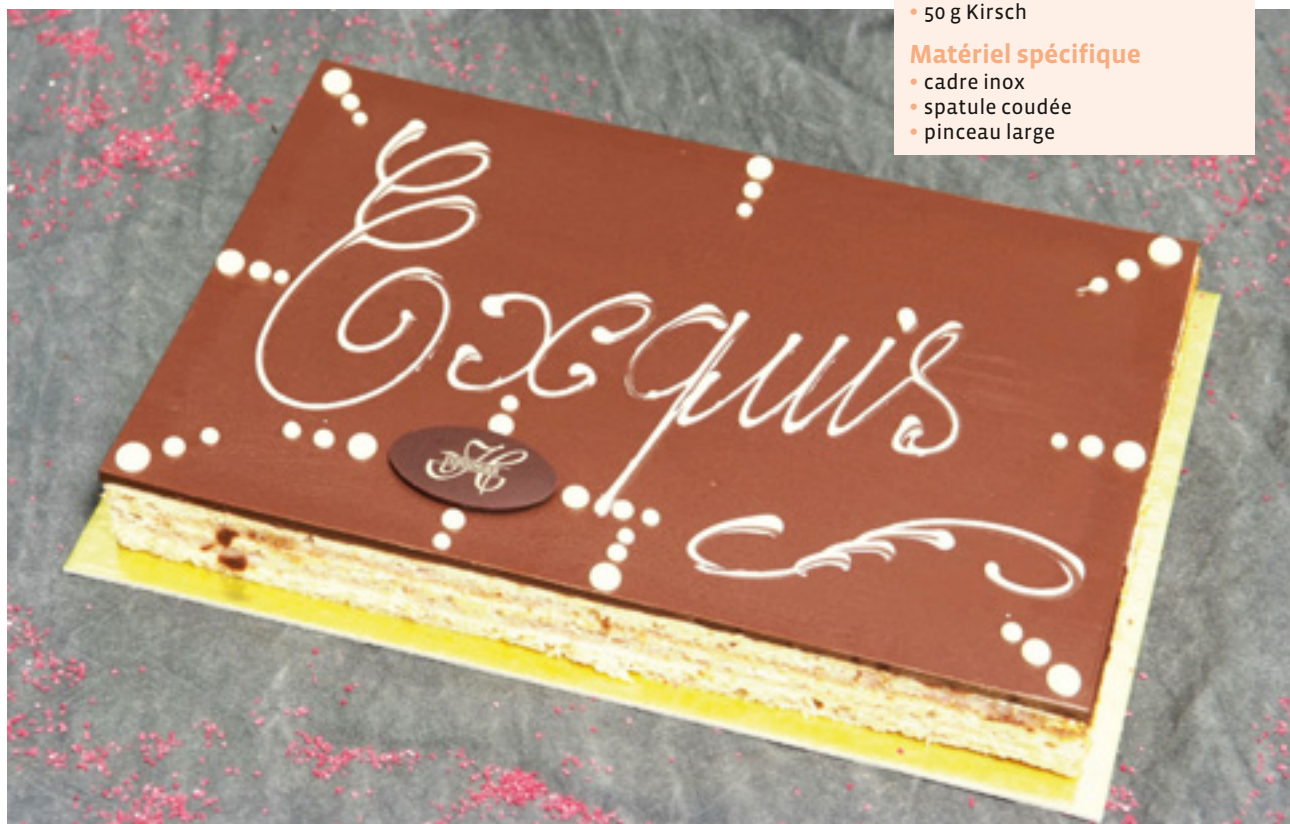 • 50 g Kirsch
Matériel spécifique
• cadre inox
• spatule coudée
• pinceau large
Exquis